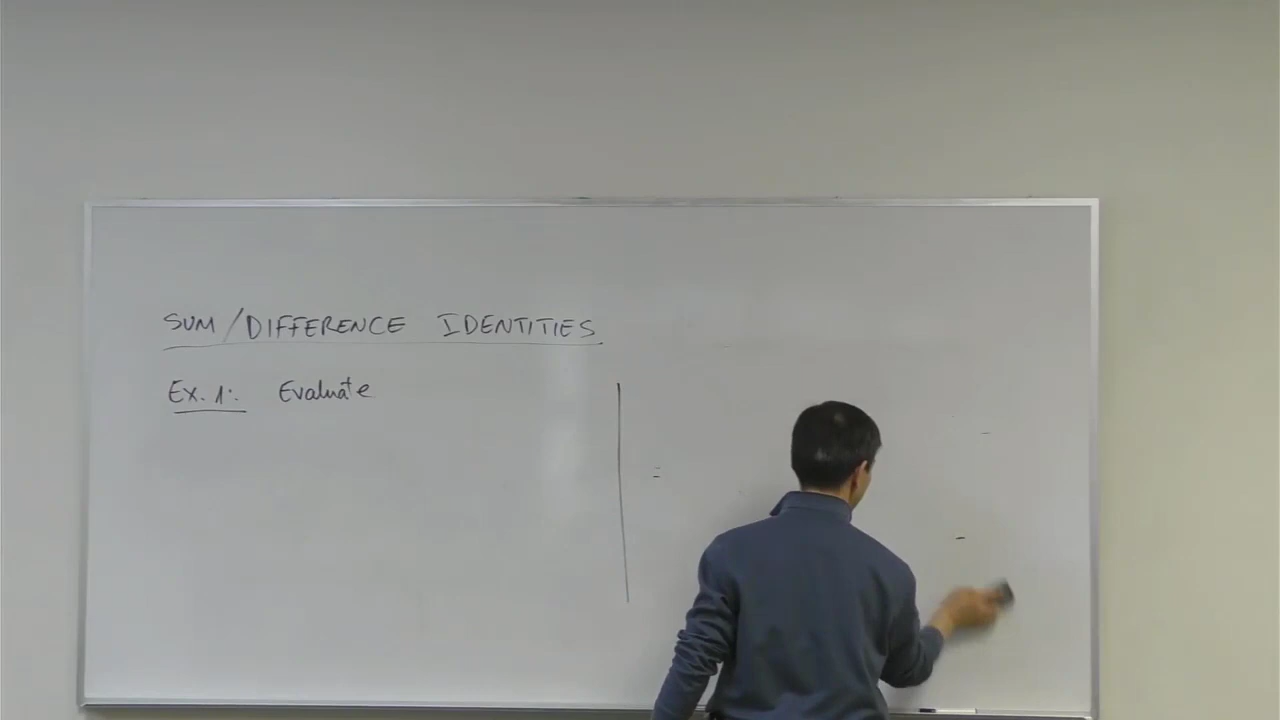 SUM/DIFFERENCE IDENTITIES
Ex. 1: Evaluate
=